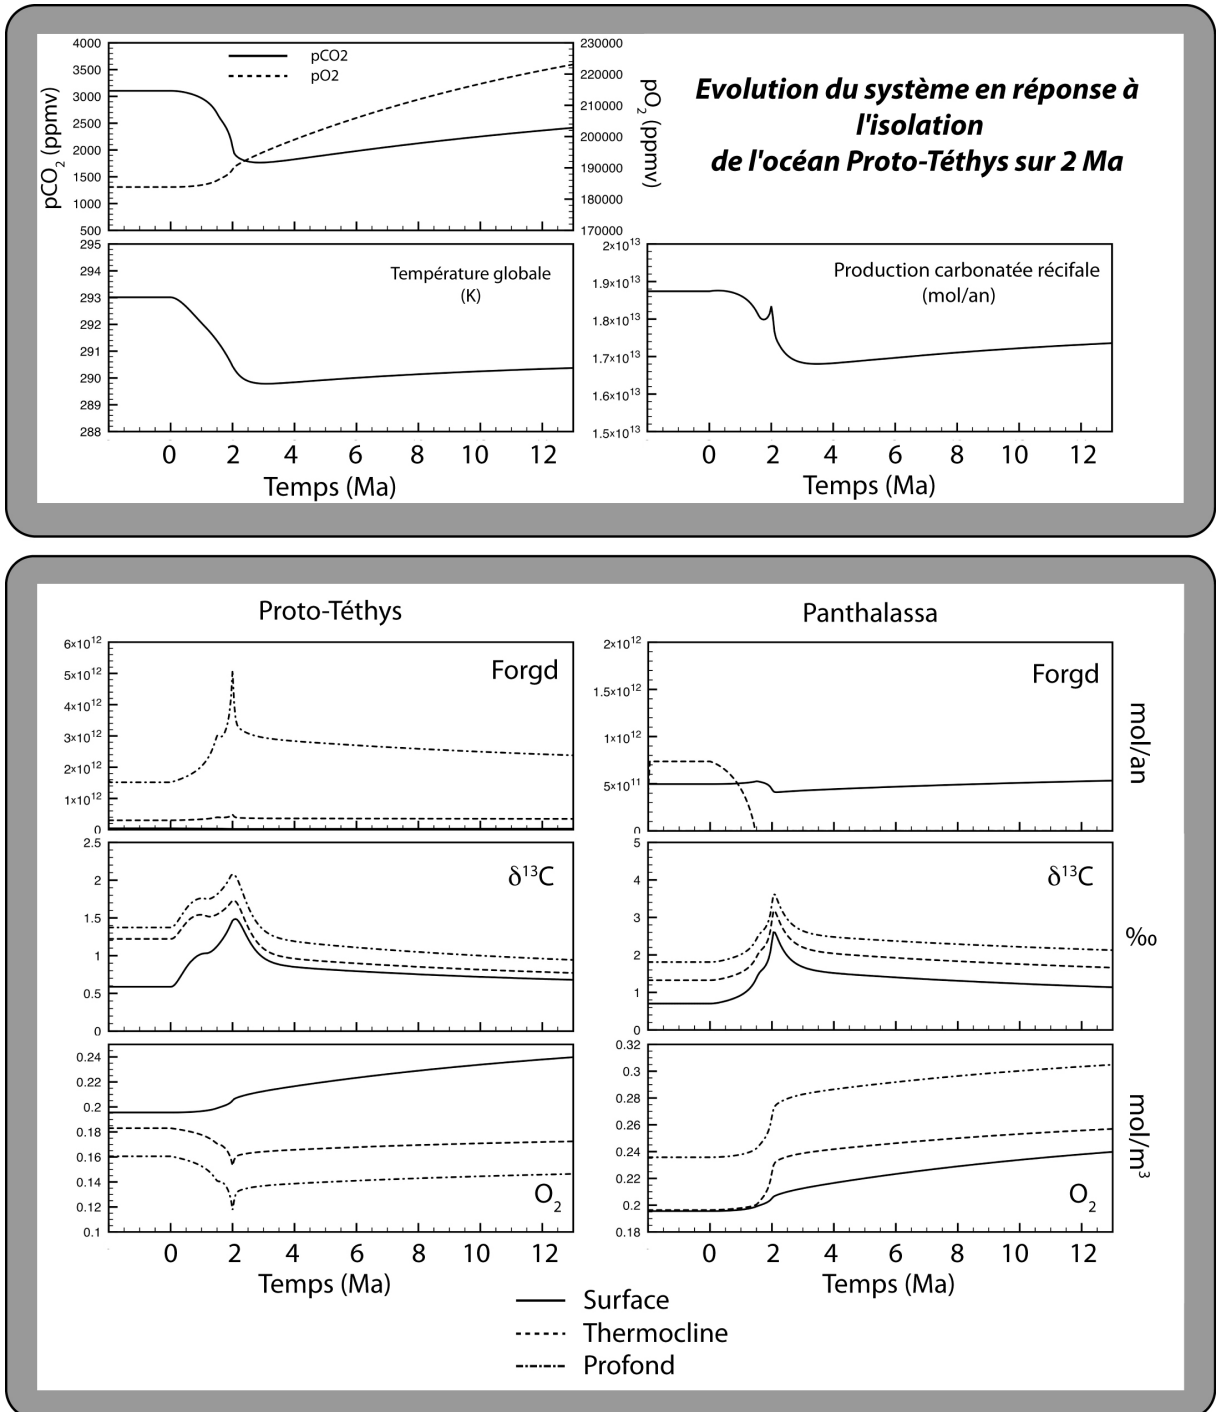 4000
3500
3000
2500
2000
1500
1000
500
pCO2 (ppmv)
pCO2
pO2
230000
220000
210000
200000
190000
180000
170000
pO2 (ppmv)
Evolution du système en réponse à
l'isolation
de l'océan Proto-Téthys sur 2 Ma
295
294
293
292
291
290
289
288
Température globale
(K)
0 2 4 6 8 10 12
Temps (Ma)
2x10^13
1.9x10^13
1.8x10^13
1.7x10^13
1.6x10^13
1.5x10^13
Production carbonatée récifale
(mol/an)
0 2 4 6 8 10 12
Temps (Ma)
Proto-Téthys
Panthalassa
6x10^12
5x10^12
4x10^12
3x10^12
2x10^12
1x10^12
0
Forgd
2x10^12
1.5x10^12
1x10^12
5x10^11
0
Forgd
mol/an
2.5
2
1.5
1
0.5
0
δ13C
5
4
3
2
1
0
δ13C
‰
0.24
0.22
0.2
0.18
0.16
0.14
0.12
0.1
O2
0.32
0.3
0.28
0.26
0.24
0.22
0.2
0.18
O2
mol/m3
0 2 4 6 8 10 12
Temps (Ma)
0 2 4 6 8 10 12
Temps (Ma)
Surface
Thermocline
Profond